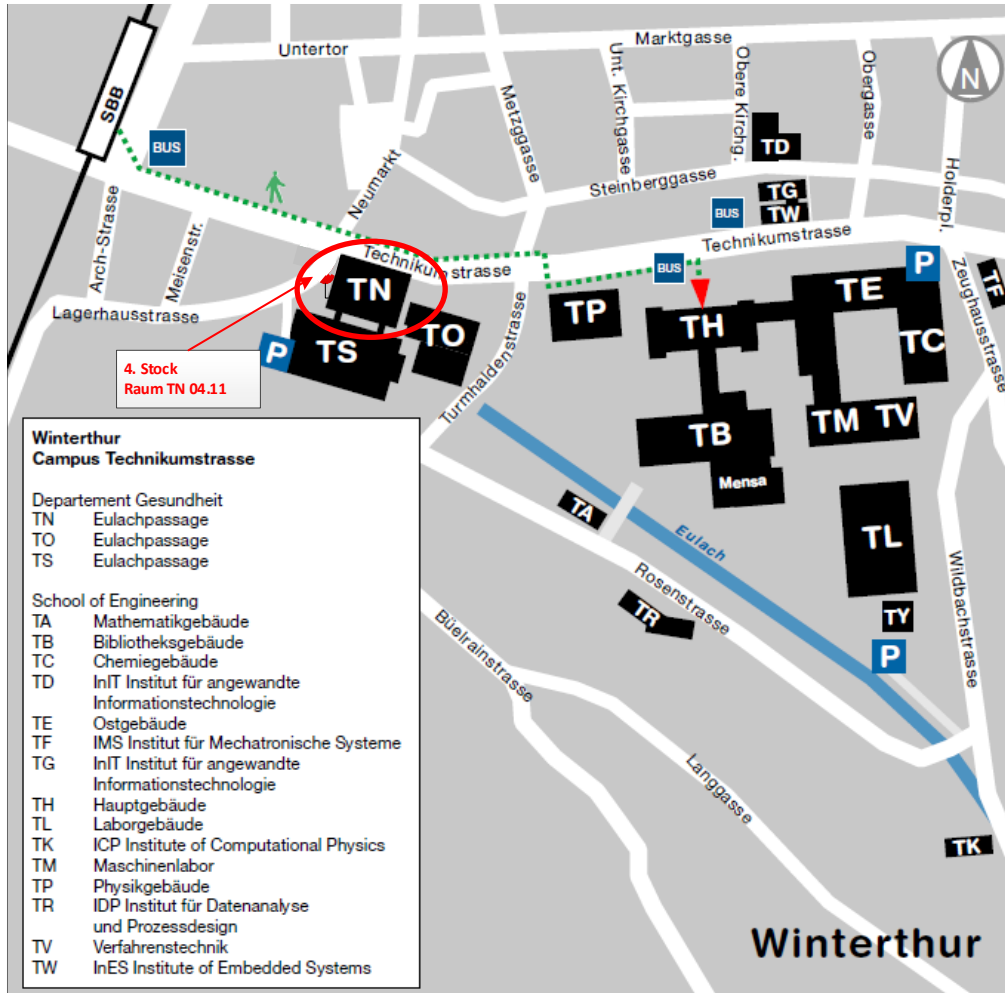 Untertor
Marktgasse
SBB
BUS
Metzggasse
Unt. Kirchgasse
Obere Kirchg.
Obergasse
N
TD
Holderpl.
Neumarkt
Steinberggasse
TG
TW
BUS
Technikumstrasse
Arch-Strasse
Meisenstr.
Technikumstrasse
BUS
P
Zeughausstrasse
TF
TN
TE
Lagerhausstrasse
TP
TH
TC
TO
TS
P
4. Stock
Raum TN 04.11
Turmhaldenstrasse
TB
TM
TV
Mensa
TA
Eulach
TL
Rosenstrasse
Wildbachstrasse
TR
TY
P
Büelrainstrasse
Langgasse
TK
Winterthur
Winterthur
Campus Technikumstrasse
Departement Gesundheit
TN Eulachpassage
TO Eulachpassage
TS Eulachpassage
School of Engineering
TA Mathematikgebäude
TB Bibliotheksgebäude
TC Chemiegebäude
TD InIT Institut für angewandte
Informationstechnologie
TE Ostgebäude
TF IMS Institut für Mechatronische Systeme
TG InIT Institut für angewandte
Informationstechnologie
TH Hauptgebäude
TL Laborgebäude
TK ICP Institute of Computational Physics
TM Maschinenlabor
TP Physikgebäude
TR IDP Institut für Datenanalyse
und Prozessdesign
TV Verfahrenstechnik
TW InES Institute of Embedded Systems